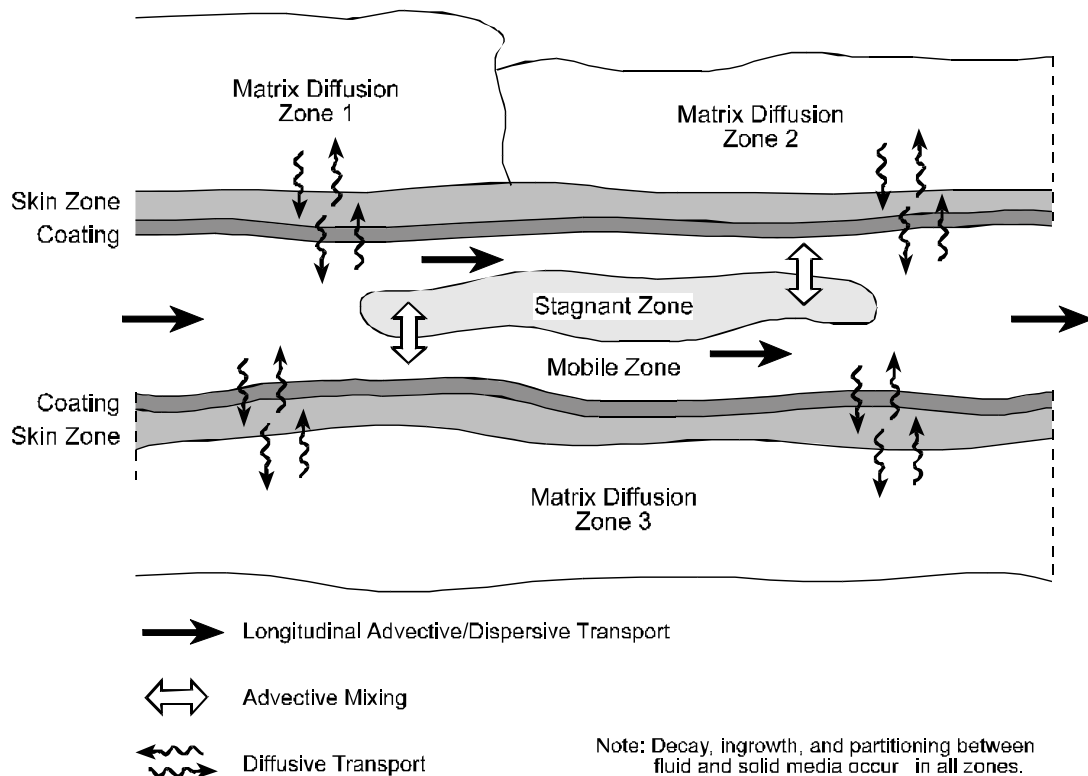 Matrix Diffusion
Zone 1
Matrix Diffusion
Zone 2
Skin Zone
Coating
Stagnant Zone
Mobile Zone
Coating
Skin Zone
Matrix Diffusion
Zone 3
Longitudinal Advective/Dispersive Transport
Advective Mixing
Diffusive Transport
Note: Decay, ingrowth, and partitioning between
fluid and solid media occur in all zones.